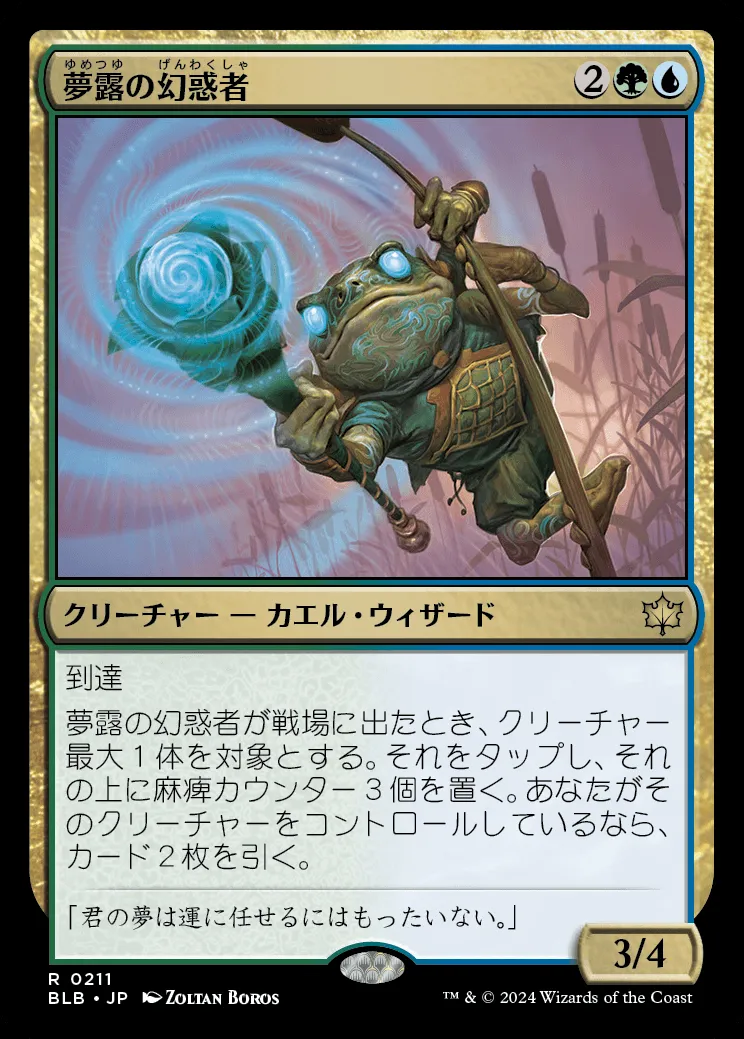 ゆめつゆ げんわくしゃ
夢露の幻惑者 2
クリーチャー — カエル・ウィザード
到達
夢露の幻惑者が戦場に出たとき、クリーチャー
最大１体を対象とする。それをタップし、それ
の上に麻痺カウンター３個を置く。あなたがそ
のクリーチャーをコントロールしているなら、
カード２枚を引く。
「君の夢は運に任せるにはもったいない。」
3/4
R 0211
BLB • JP ZOLTAN BOROS
™ & © 2024 Wizards of the Coast